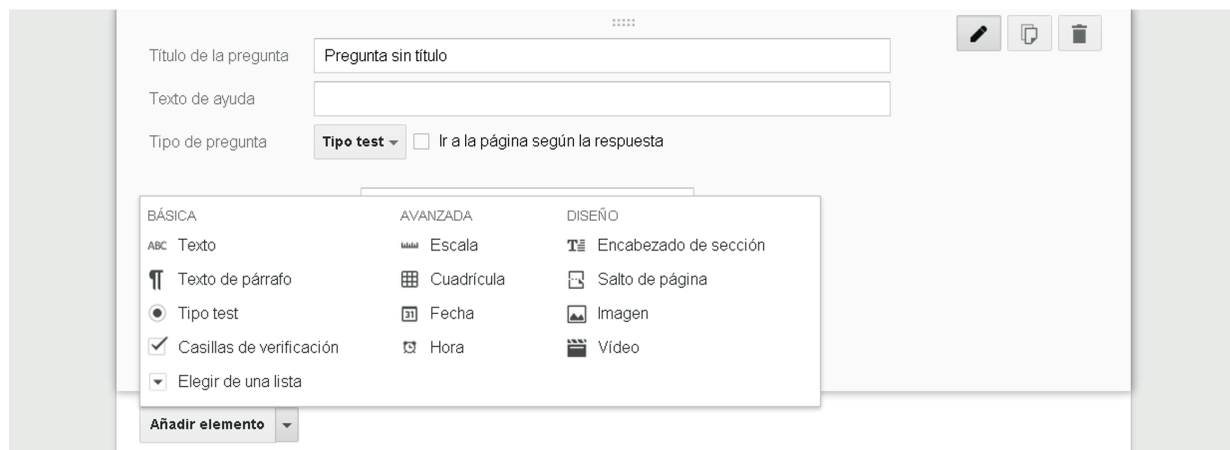 Título de la pregunta Pregunta sin título
Texto de ayuda
Tipo de pregunta Tipo test Ir a la página según la respuesta
BÁSICA AVANZADA DISEÑO
ABC Texto Escala Encabezado de sección
Texto de párrafo Cuadrícula Salto de página
Tipo test 31 Fecha Imagen
Casillas de verificación Hora Vídeo
Elegir de una lista
Añadir elemento